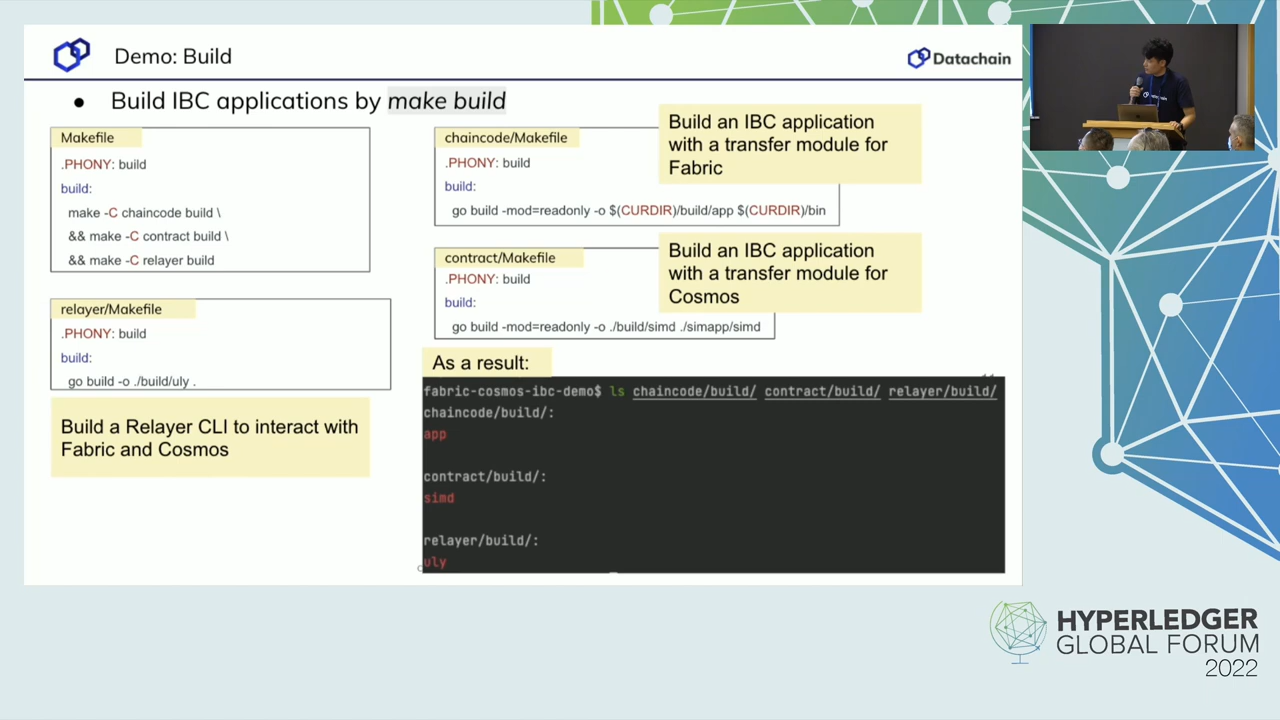 Demo: Build
Datachain
● Build IBC applications by make build
Makefile
.PHONY: build
build:
make -C chaincode build \
&& make -C contract build \
&& make -C relayer build
relayer/Makefile
.PHONY: build
build:
go build -o ./build/uly .
Build a Relayer CLI to interact with
Fabric and Cosmos
chaincode/Makefile
.PHONY: build
build:
go build -mod=readonly -o $(CURDIR)/build/app $(CURDIR)/bin
Build an IBC application
with a transfer module for
Fabric
contract/Makefile
.PHONY: build
build:
go build -mod=readonly -o ./build/simd ./simapp/simd
Build an IBC application
with a transfer module for
Cosmos
As a result:
fabric-cosmos-ibc-demo$ ls chaincode/build/ contract/build/ relayer/build/
chaincode/build/:
app
contract/build/:
simd
relayer/build/:
uly
HYPERLEDGER
GLOBAL FORUM
2022